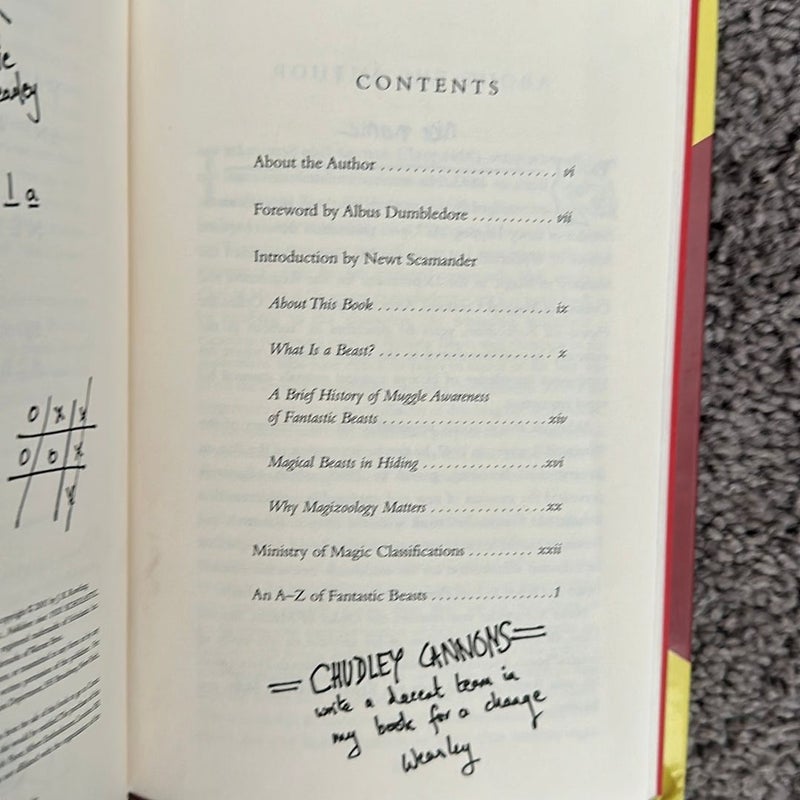 l a
O X X
O O X
X
CONTENTS
About the Author . . . . . . . . . . . . . . . . . . . . . . . vi
Foreword by Albus Dumbledore . . . . . . . . . . . vii
Introduction by Newt Scamander
About This Book . . . . . . . . . . . . . . . . . . . . . . ix
What Is a Beast? . . . . . . . . . . . . . . . . . . . . . . x
A Brief History of Muggle Awareness
of Fantastic Beasts . . . . . . . . . . . . . . . . . . . . . xiv
Magical Beasts in Hiding . . . . . . . . . . . . . . . . xvi
Why Magizoology Matters . . . . . . . . . . . . . . . xx
Ministry of Magic Classifications . . . . . . . . . xxii
An A–Z of Fantastic Beasts . . . . . . . . . . . . . . . 1
= CHUDLEY CANNONS =
write a decent team in
my book for a change
Weasley